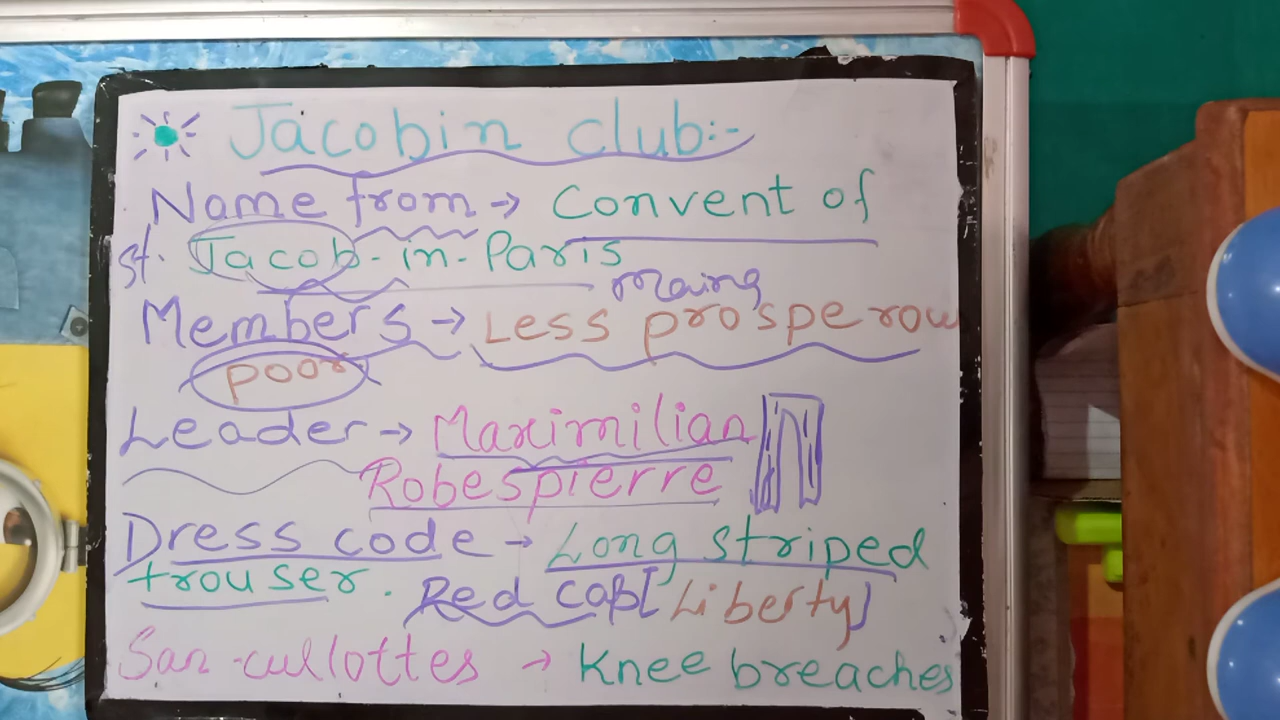 Jacobin club:-
Name from → Convent of
st. Jacob-in-Paris
Members → Less prosperou
poor
Leader → Maximilian
Robespierre
Dress code → Long striped
trouser. Red cap [Liberty]
San-cullottes → Knee breaches